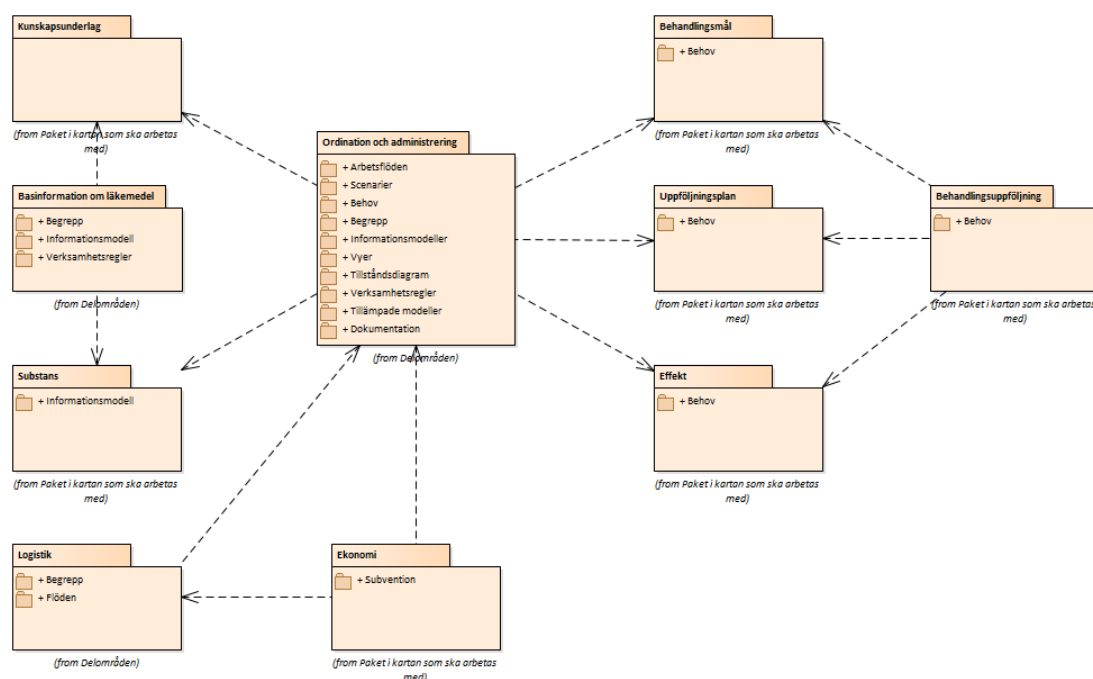 Kunskapsunderlag
(from Paket i kartan som ska arbetas
med)
Behandlingsmål
+ Behov
(from Paket i kartan som ska arbetas
med)
Ordination och administrering
+ Arbetsflöden
+ Scenarier
+ Behov
+ Begrepp
+ Informationsmodeller
+ Vyer
+ Tillståndsdiagram
+ Verksamhetsregler
+ Tillämpade modeller
+ Dokumentation
(from Delområden)
Basinformation om läkemedel
+ Begrepp
+ Informationsmodell
+ Verksamhetsregler
(from Delområden)
Uppföljningsplan
+ Behov
(from Paket i kartan som ska arbetas
med)
Behandlingsuppföljning
+ Behov
(from Paket i kartan som ska arbetas
med)
Substans
+ Informationsmodell
(from Paket i kartan som ska arbetas
med)
Effekt
+ Behov
(from Paket i kartan som ska arbetas
med)
Logistik
+ Begrepp
+ Flöden
(from Delområden)
Ekonomi
+ Subvention
(from Paket i kartan som ska arbetas
med)